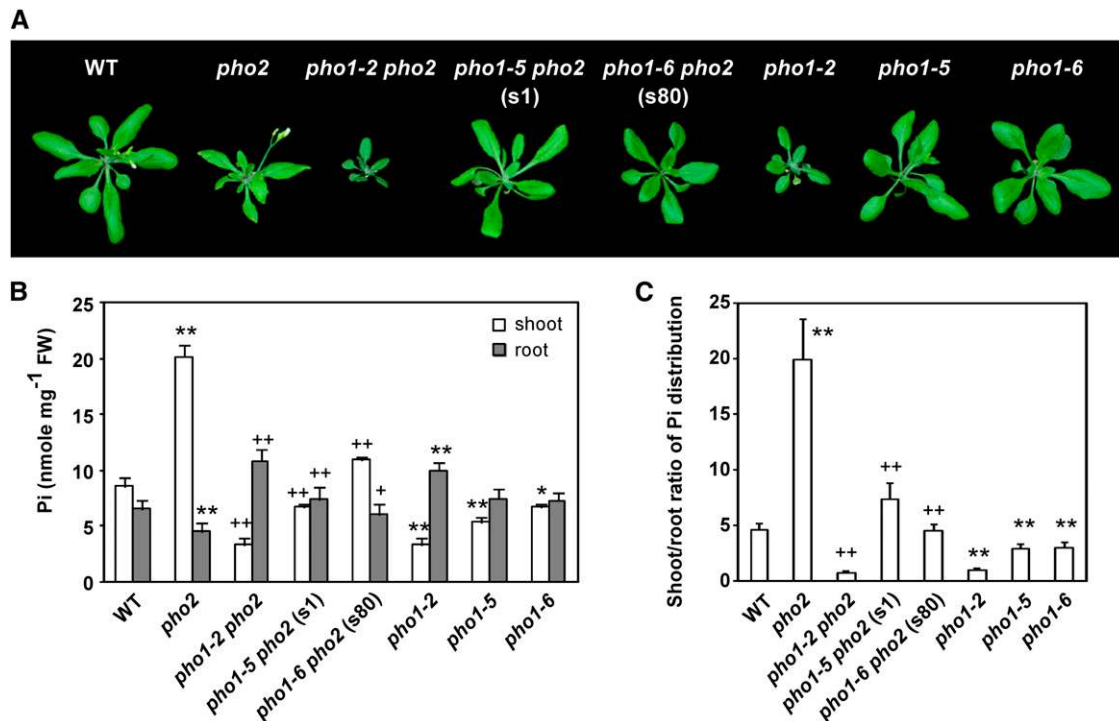 A
WT pho2 pho1-2 pho2 pho1-5 pho2 pho1-6 pho2 pho1-2 pho1-5 pho1-6
(s1) (s80)
B
Pi (nmole mg-1 FW)
25
20
15
10
5
0
shoot
root
**
**
++
++
++
++
++
+
**
**
**
*
WT
pho2
pho1-2 pho2
pho1-5 pho2 (s1)
pho1-6 pho2 (s80)
pho1-2
pho1-5
pho1-6
C
Shoot/root ratio of Pi distribution
25
20
15
10
5
0
**
++
++
++
**
**
**
WT
pho2
pho1-2 pho2
pho1-5 pho2 (s1)
pho1-6 pho2 (s80)
pho1-2
pho1-5
pho1-6